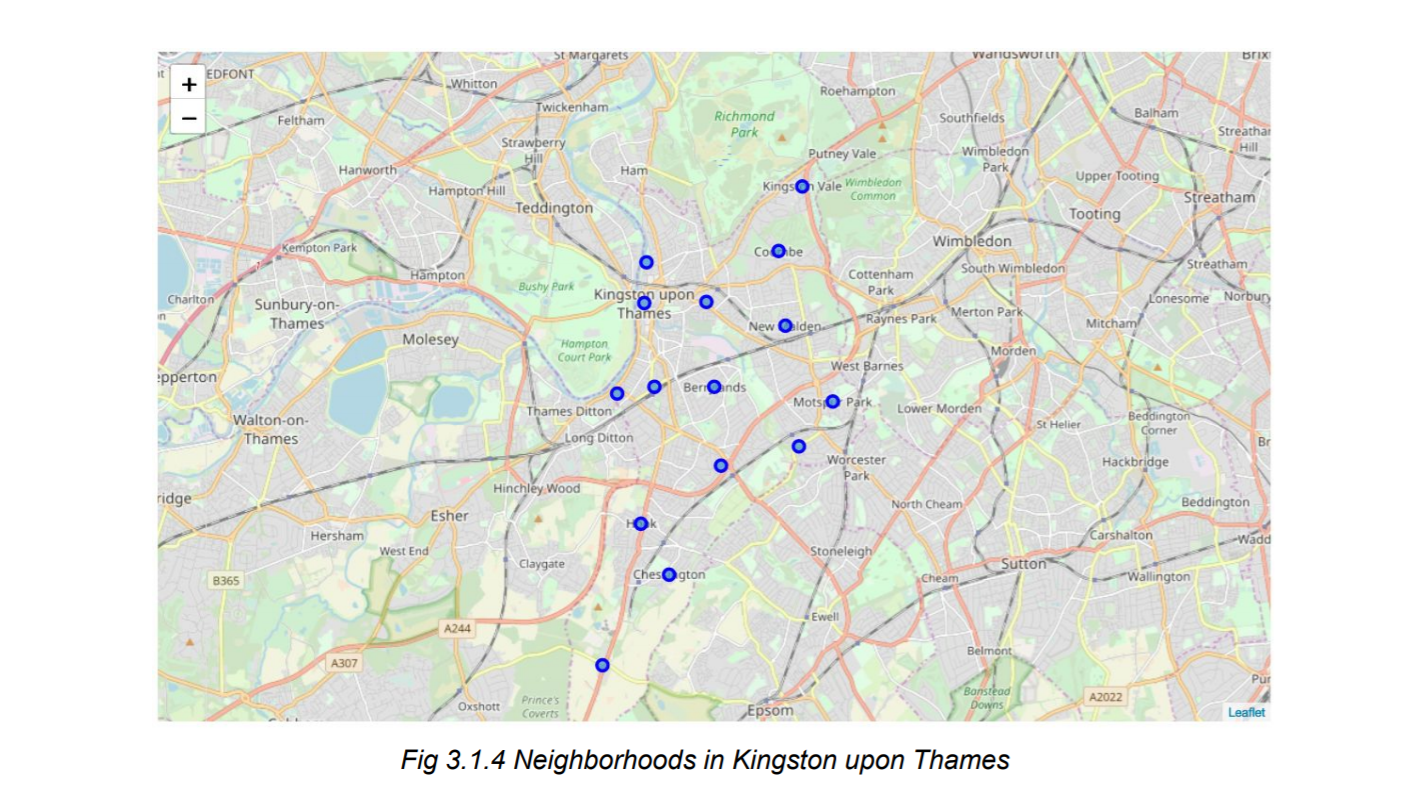 St Margarets
Wandsworth
+
EDFONT
Whitton
Roehampton
−
Twickenham
Richmond
Park
Southfields
Balham
Feltham
Streatham
Hill
Strawberry
Hill
Putney Vale
Wimbledon
Park
Hanworth
Ham
Upper Tooting
Hampton Hill
Wimbledon
Common
Streatham
Teddington
Tooting
Kempton Park
Wimbledon
Hampton
Cottenham
Park
South Wimbledon
Streatham
Bushy Park
Charlton
Sunbury-on-
Thames
Kingston upon
Thames
Lonesome
Norbury
Merton Park
Raynes Park
Mitcham
Molesey
Hampton
Court Park
Morden
West Barnes
epperton
Thames Ditton
Lower Morden
Walton-on-
Thames
St Helier
Beddington
Corner
Long Ditton
Worcester
Park
Hackbridge
ridge
Hinchley Wood
North Cheam
Beddington
Esher
Hersham
Carshalton
Wadd
West End
Claygate
Stoneleigh
Sutton
B365
Cheam
Wallington
Ewell
A244
A307
Belmont
Prince's
Coverts
Banstead
Downs
A2022
Oxshott
Epsom
Leaflet
Fig 3.1.4 Neighborhoods in Kingston upon Thames